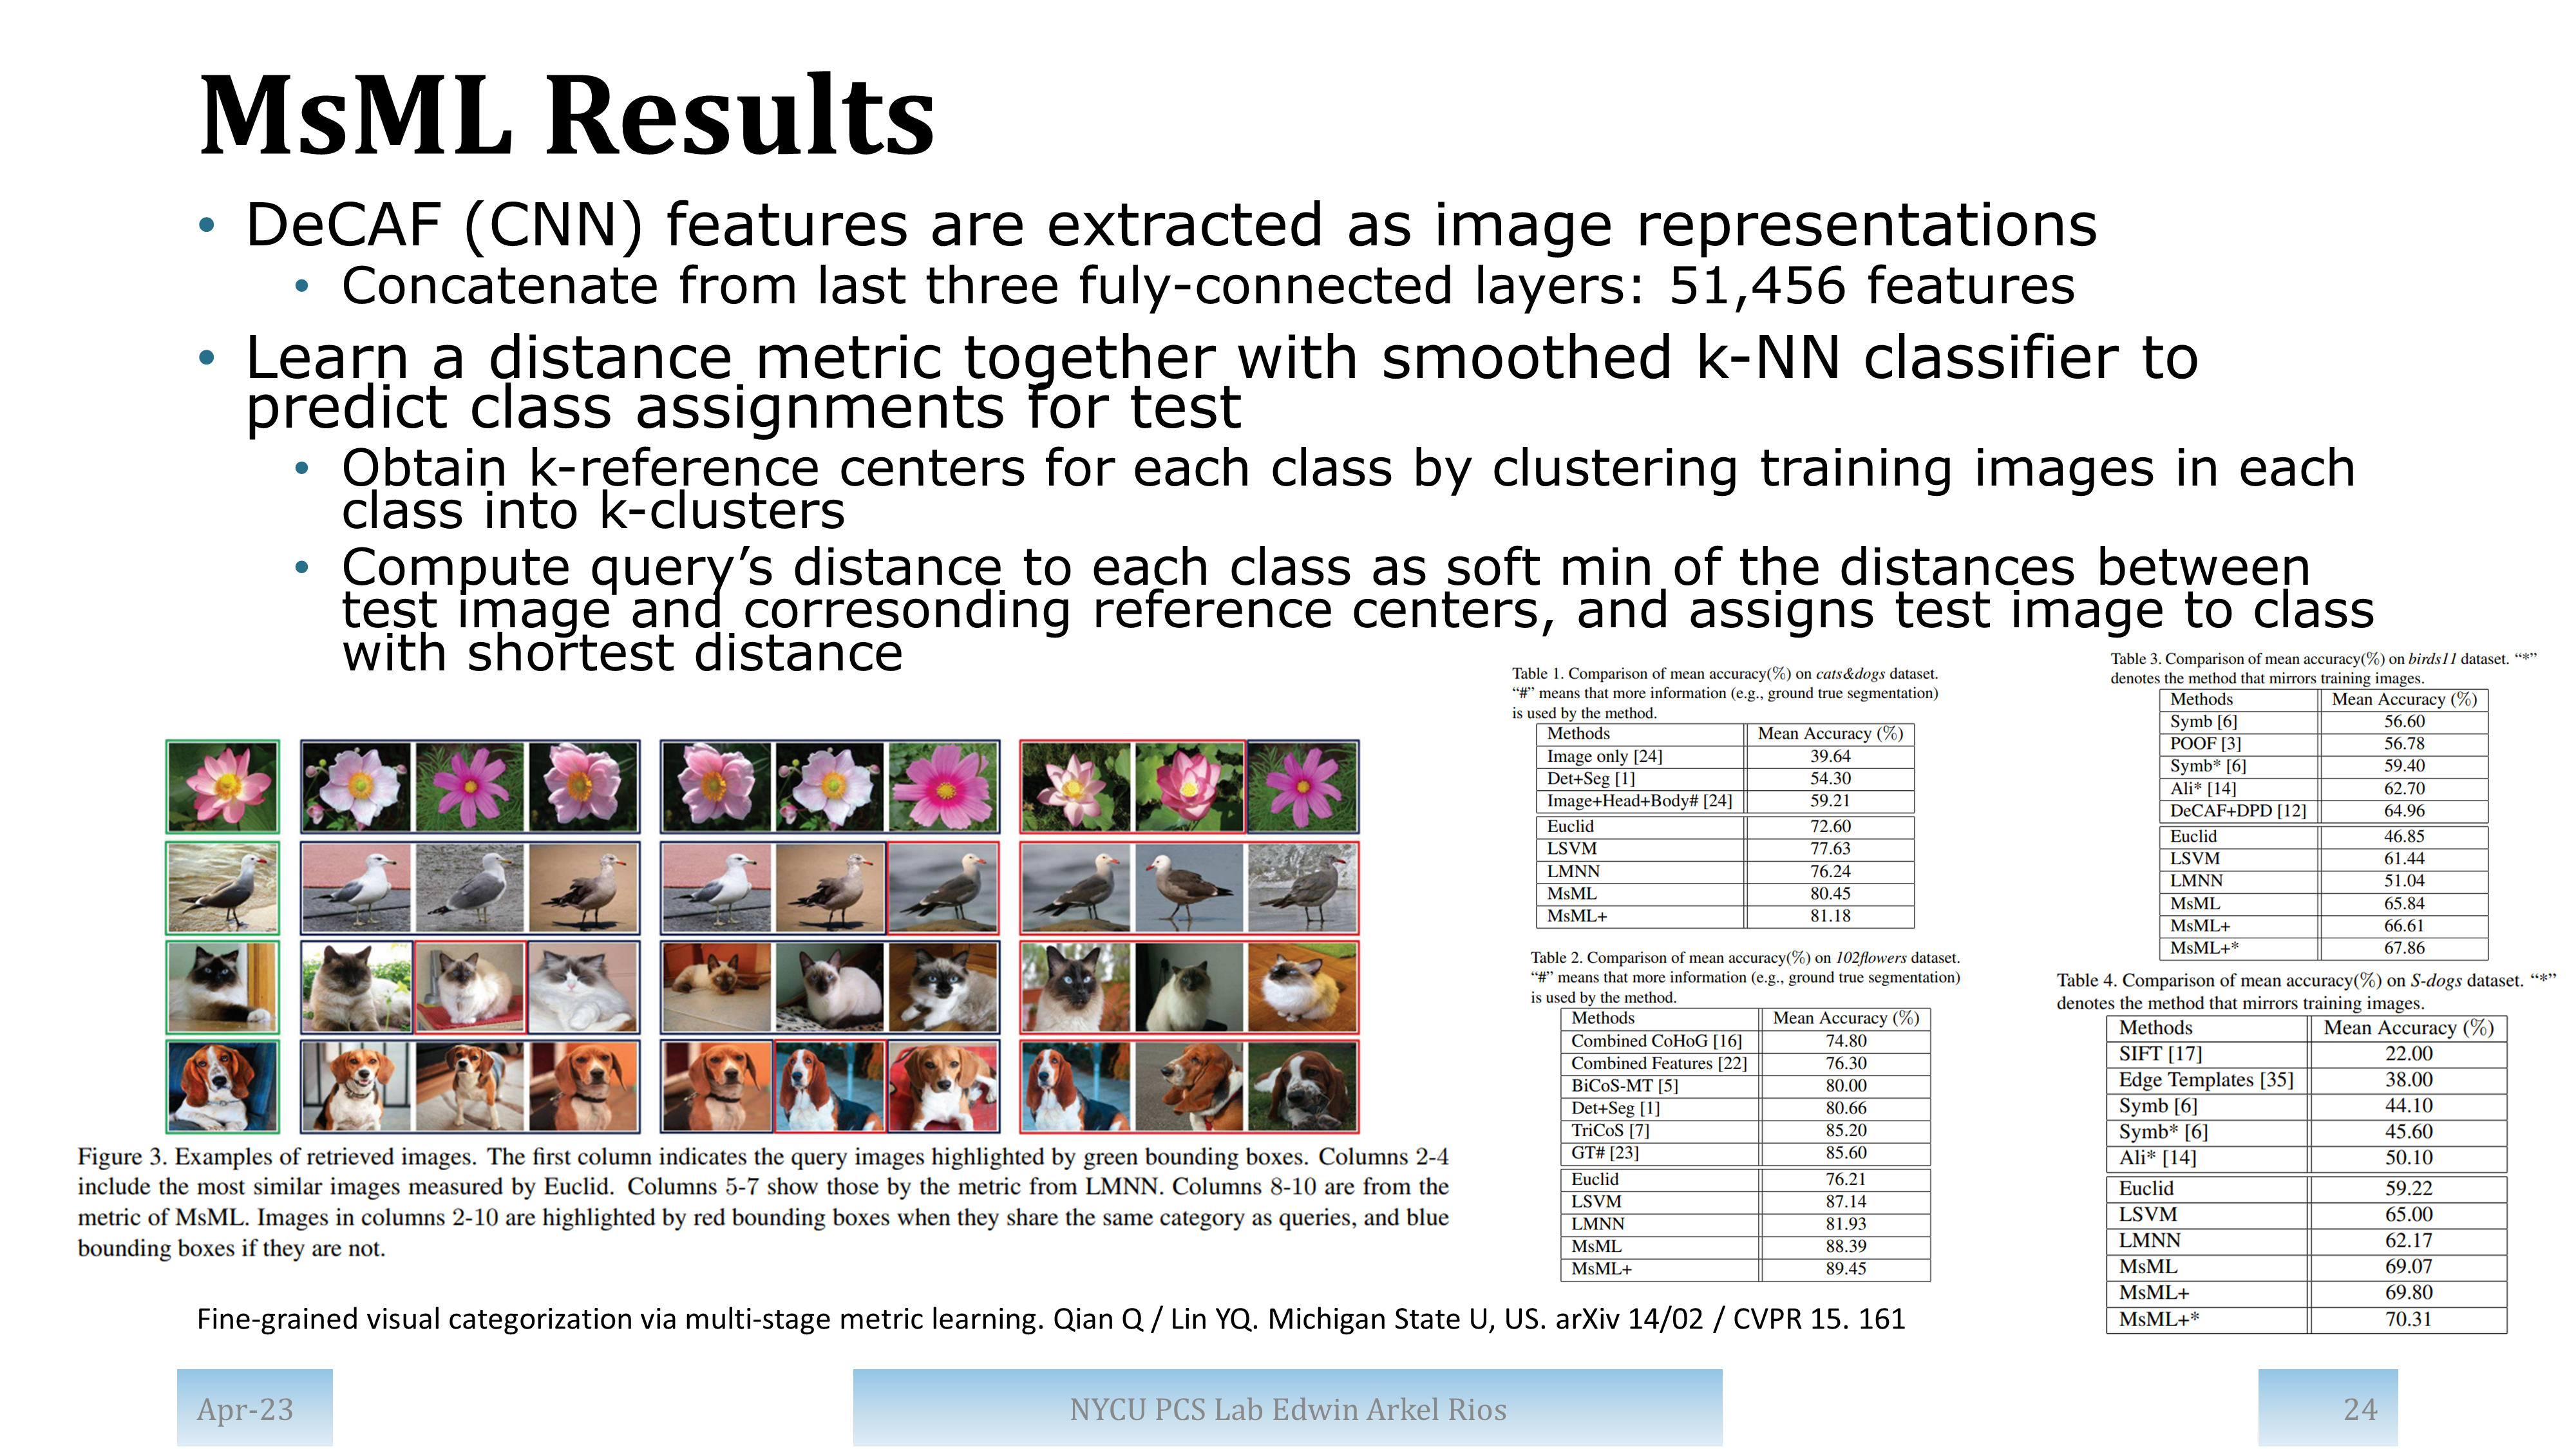 MsML Results
• DeCAF (CNN) features are extracted as image representations
• Concatenate from last three fuly-connected layers: 51,456 features
• Learn a distance metric together with smoothed k-NN classifier to
predict class assignments for test
• Obtain k-reference centers for each class by clustering training images in each
class into k-clusters
• Compute query’s distance to each class as soft min of the distances between
test image and corresonding reference centers, and assigns test image to class
with shortest distance
Figure 3. Examples of retrieved images. The first column indicates the query images highlighted by green bounding boxes. Columns 2-4
include the most similar images measured by Euclid. Columns 5-7 show those by the metric from LMNN. Columns 8-10 are from the
metric of MsML. Images in columns 2-10 are highlighted by red bounding boxes when they share the same category as queries, and blue
bounding boxes if they are not.
Table 1. Comparison of mean accuracy(%) on cats&dogs dataset.
“#” means that more information (e.g., ground true segmentation)
is used by the method.
Methods Mean Accuracy (%)
Image only [24] 39.64
Det+Seg [1] 54.30
Image+Head+Body# [24] 59.21
Euclid 72.60
LSVM 77.63
LMNN 76.24
MsML 80.45
MsML+ 81.18
Table 2. Comparison of mean accuracy(%) on 102flowers dataset.
“#” means that more information (e.g., ground true segmentation)
is used by the method.
Methods Mean Accuracy (%)
Combined CoHoG [16] 74.80
Combined Features [22] 76.30
BiCoS-MT [5] 80.00
Det+Seg [1] 80.66
TriCoS [7] 85.20
GT# [23] 85.60
Euclid 76.21
LSVM 87.14
LMNN 81.93
MsML 88.39
MsML+ 89.45
Table 3. Comparison of mean accuracy(%) on birds11 dataset. “*”
denotes the method that mirrors training images.
Methods Mean Accuracy (%)
Symb [6] 56.60
POOF [3] 56.78
Symb* [6] 59.40
Ali* [14] 62.70
DeCAF+DPD [12] 64.96
Euclid 46.85
LSVM 61.44
LMNN 51.04
MsML 65.84
MsML+ 66.61
MsML+* 67.86
Table 4. Comparison of mean accuracy(%) on S-dogs dataset. “*”
denotes the method that mirrors training images.
Methods Mean Accuracy (%)
SIFT [17] 22.00
Edge Templates [35] 38.00
Symb [6] 44.10
Symb* [6] 45.60
Ali* [14] 50.10
Euclid 59.22
LSVM 65.00
LMNN 62.17
MsML 69.07
MsML+ 69.80
MsML+* 70.31
Fine-grained visual categorization via multi-stage metric learning. Qian Q / Lin YQ. Michigan State U, US. arXiv 14/02 / CVPR 15. 161
Apr-23
NYCU PCS Lab Edwin Arkel Rios
24